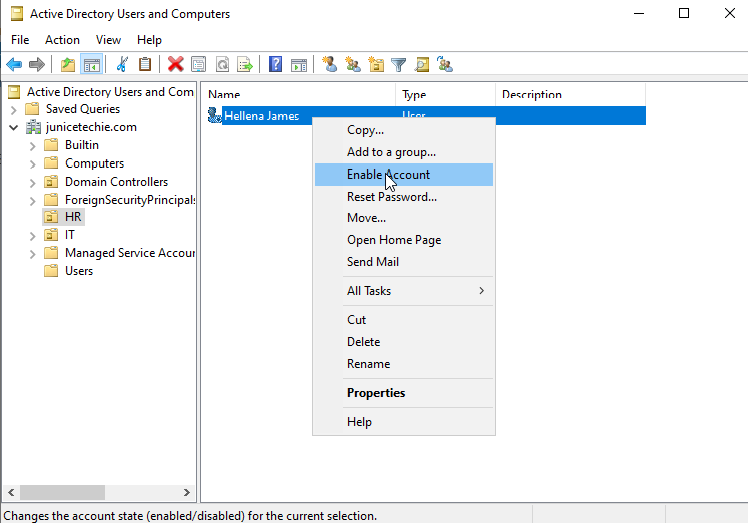 Active Directory Users and Computers
File Action View Help
Active Directory Users and Com
Saved Queries
junicetechie.com
Builtin
Computers
Domain Controllers
ForeignSecurityPrincipals
HR
IT
Managed Service Accour
Users
Name Type Description
Hellena James User
Copy...
Add to a group...
Enable Account
Reset Password...
Move...
Open Home Page
Send Mail
All Tasks
Cut
Delete
Rename
Properties
Help
Changes the account state (enabled/disabled) for the current selection.